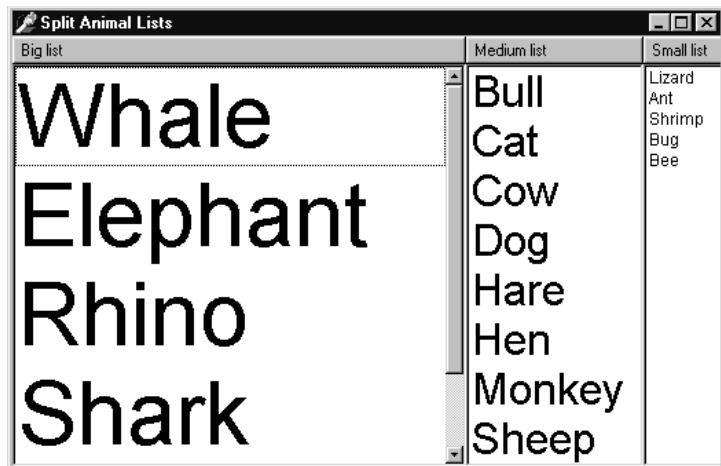 Split Animal Lists
Big list
Medium list
Small list
Whale
Elephant
Rhino
Shark
Bull
Cat
Cow
Dog
Hare
Hen
Monkey
Sheep
Lizard
Ant
Shrimp
Bug
Bee